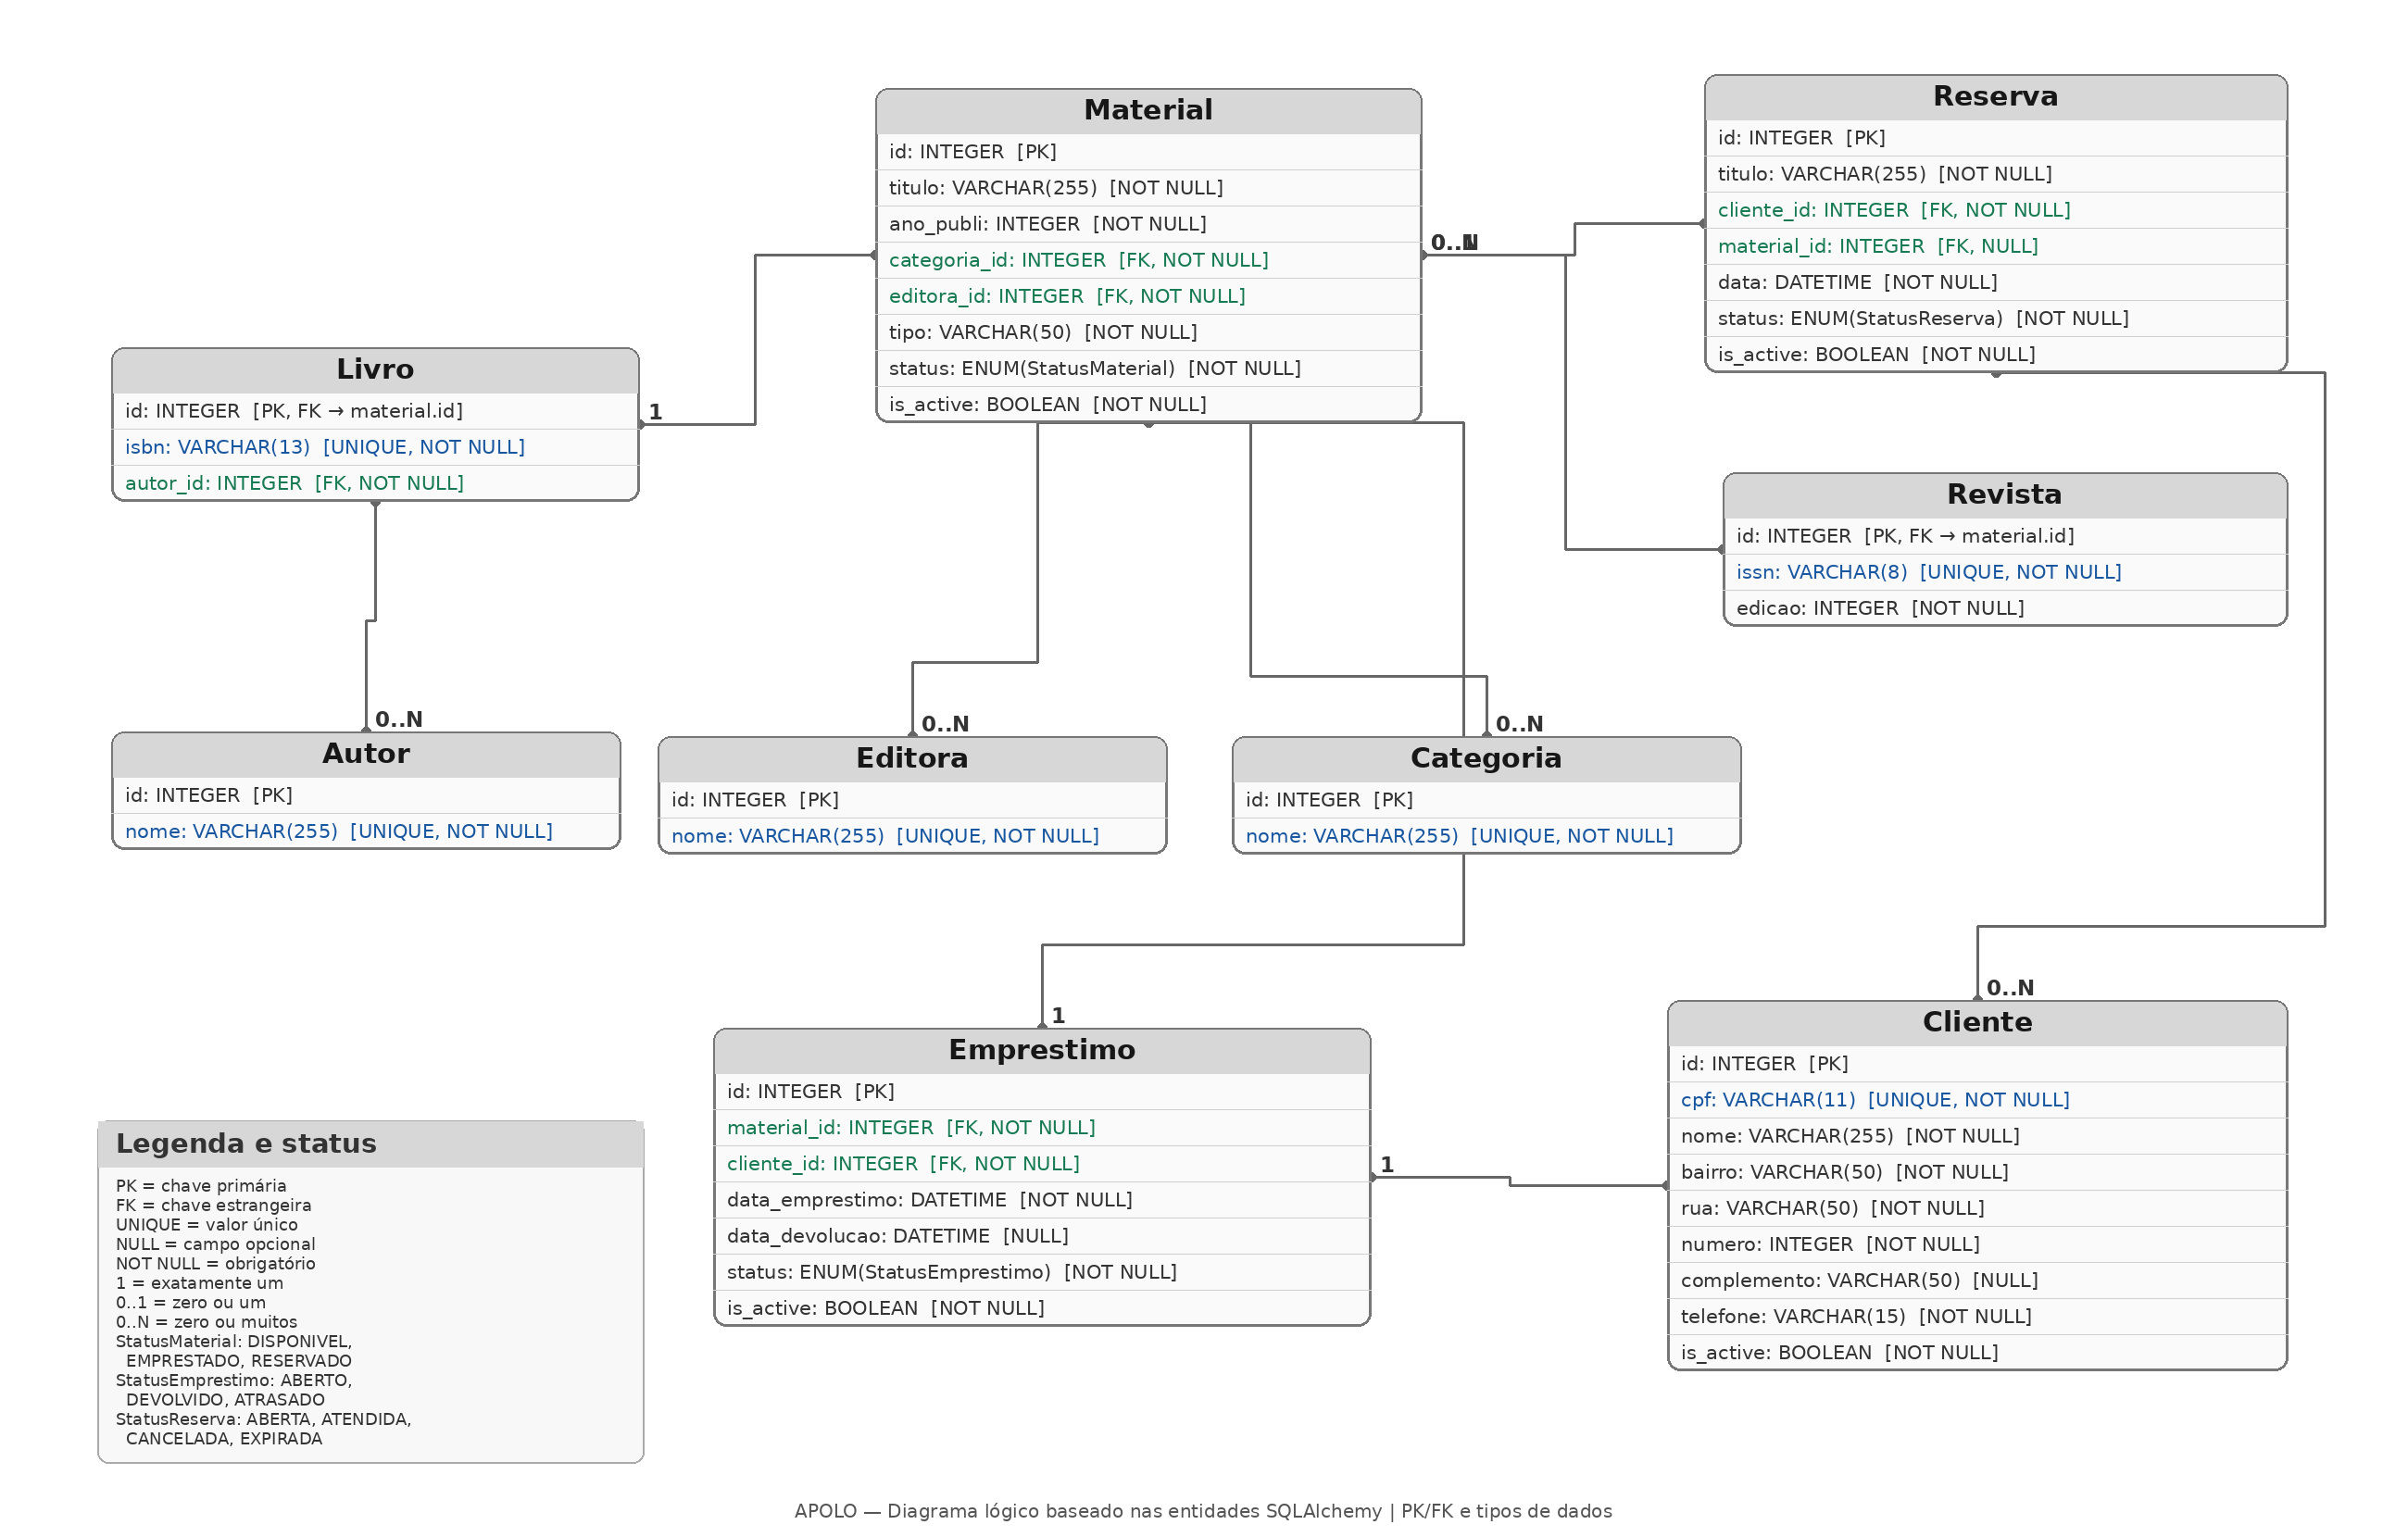 Material
id: INTEGER  [PK]
titulo: VARCHAR(255)  [NOT NULL]
ano_publi: INTEGER  [NOT NULL]
categoria_id: INTEGER  [FK, NOT NULL]
editora_id: INTEGER  [FK, NOT NULL]
tipo: VARCHAR(50)  [NOT NULL]
status: ENUM(StatusMaterial)  [NOT NULL]
is_active: BOOLEAN  [NOT NULL]
Reserva
id: INTEGER  [PK]
titulo: VARCHAR(255)  [NOT NULL]
cliente_id: INTEGER  [FK, NOT NULL]
material_id: INTEGER  [FK, NULL]
data: DATETIME  [NOT NULL]
status: ENUM(StatusReserva)  [NOT NULL]
is_active: BOOLEAN  [NOT NULL]
Livro
id: INTEGER  [PK, FK → material.id]
isbn: VARCHAR(13)  [UNIQUE, NOT NULL]
autor_id: INTEGER  [FK, NOT NULL]
1
Revista
id: INTEGER  [PK, FK → material.id]
issn: VARCHAR(8)  [UNIQUE, NOT NULL]
edicao: INTEGER  [NOT NULL]
0..N
Autor
id: INTEGER  [PK]
nome: VARCHAR(255)  [UNIQUE, NOT NULL]
0..N
Editora
id: INTEGER  [PK]
nome: VARCHAR(255)  [UNIQUE, NOT NULL]
0..N
Categoria
id: INTEGER  [PK]
nome: VARCHAR(255)  [UNIQUE, NOT NULL]
1
Emprestimo
id: INTEGER  [PK]
material_id: INTEGER  [FK, NOT NULL]
cliente_id: INTEGER  [FK, NOT NULL]
data_emprestimo: DATETIME  [NOT NULL]
data_devolucao: DATETIME  [NULL]
status: ENUM(StatusEmprestimo)  [NOT NULL]
is_active: BOOLEAN  [NOT NULL]
1
0..N
Cliente
id: INTEGER  [PK]
cpf: VARCHAR(11)  [UNIQUE, NOT NULL]
nome: VARCHAR(255)  [NOT NULL]
bairro: VARCHAR(50)  [NOT NULL]
rua: VARCHAR(50)  [NOT NULL]
numero: INTEGER  [NOT NULL]
complemento: VARCHAR(50)  [NULL]
telefone: VARCHAR(15)  [NOT NULL]
is_active: BOOLEAN  [NOT NULL]
Legenda e status
PK = chave primária
FK = chave estrangeira
UNIQUE = valor único
NULL = campo opcional
NOT NULL = obrigatório
1 = exatamente um
0..1 = zero ou um
0..N = zero ou muitos
StatusMaterial: DISPONIVEL,
EMPRESTADO, RESERVADO
StatusEmprestimo: ABERTO,
DEVOLVIDO, ATRASADO
StatusReserva: ABERTA, ATENDIDA,
CANCELADA, EXPIRADA
APOLO — Diagrama lógico baseado nas entidades SQLAlchemy | PK/FK e tipos de dados